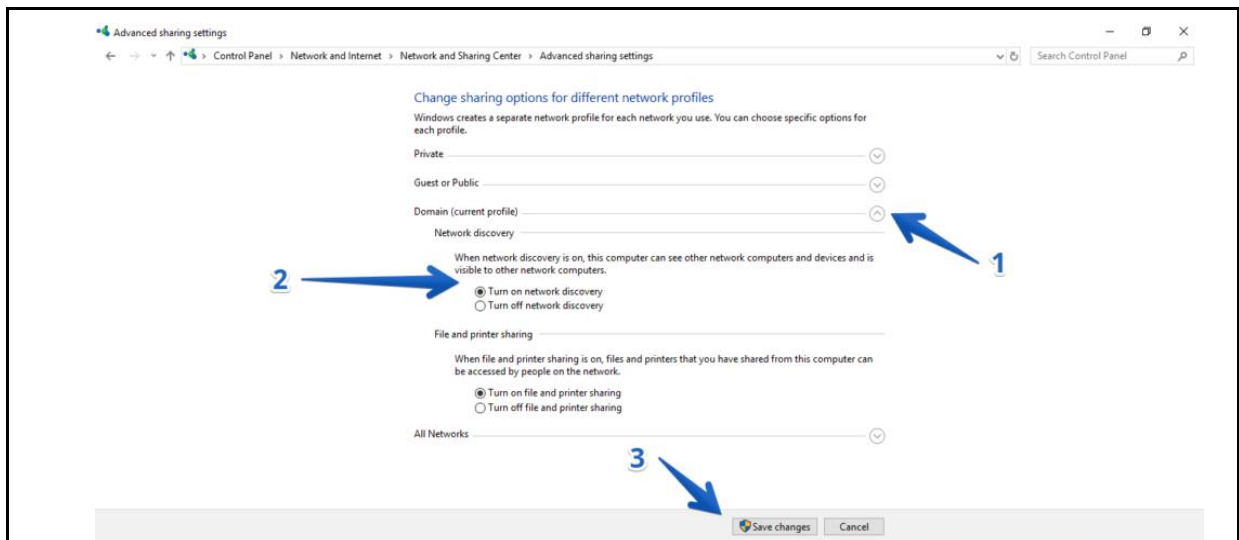 Advanced sharing settings
Control Panel > Network and Internet > Network and Sharing Center > Advanced sharing settings
Search Control Panel
Change sharing options for different network profiles
Windows creates a separate network profile for each network you use. You can choose specific options for
each profile.
Private
Guest or Public
Domain (current profile)
Network discovery
1
When network discovery is on, this computer can see other network computers and devices and is
visible to other network computers.
2
Turn on network discovery
Turn off network discovery
File and printer sharing
When file and printer sharing is on, files and printers that you have shared from this computer can
be accessed by people on the network.
Turn on file and printer sharing
Turn off file and printer sharing
All Networks
3
Save changes
Cancel